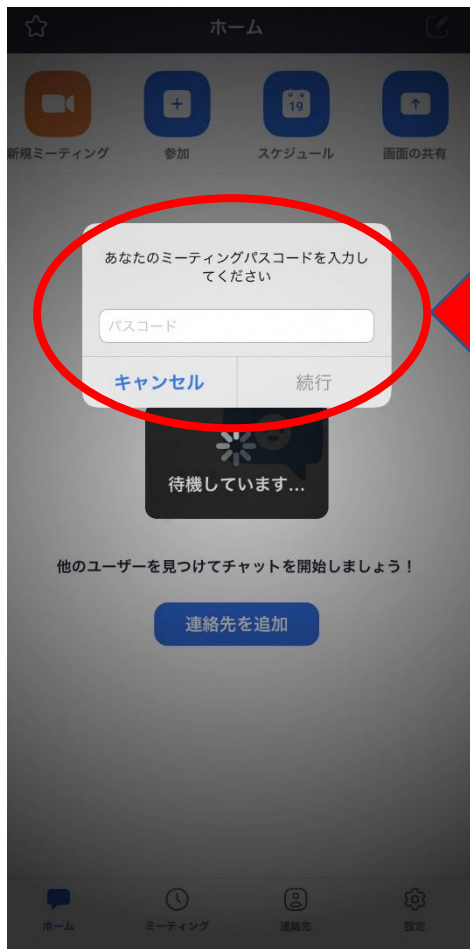 ホーム
19
新規ミーティング 参加 スケジュール 画面の共有
あなたのミーティングパスコードを入力し
てください
パスコード
キャンセル 続行
待機しています...
他のユーザーを見つけてチャットを開始しましょう！
連絡先を追加
ホーム ミーティング 連絡先 設定